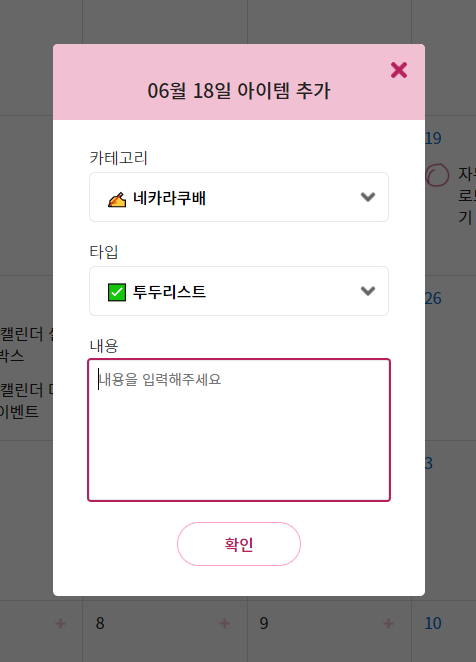 06월 18일 아이템 추가
카테고리
네카라쿠배
타입
투두리스트
내용
내용을 입력해주세요
확인
19
로드
기
26
캘린더
박스
캘린더
이벤트
3
8
9
10